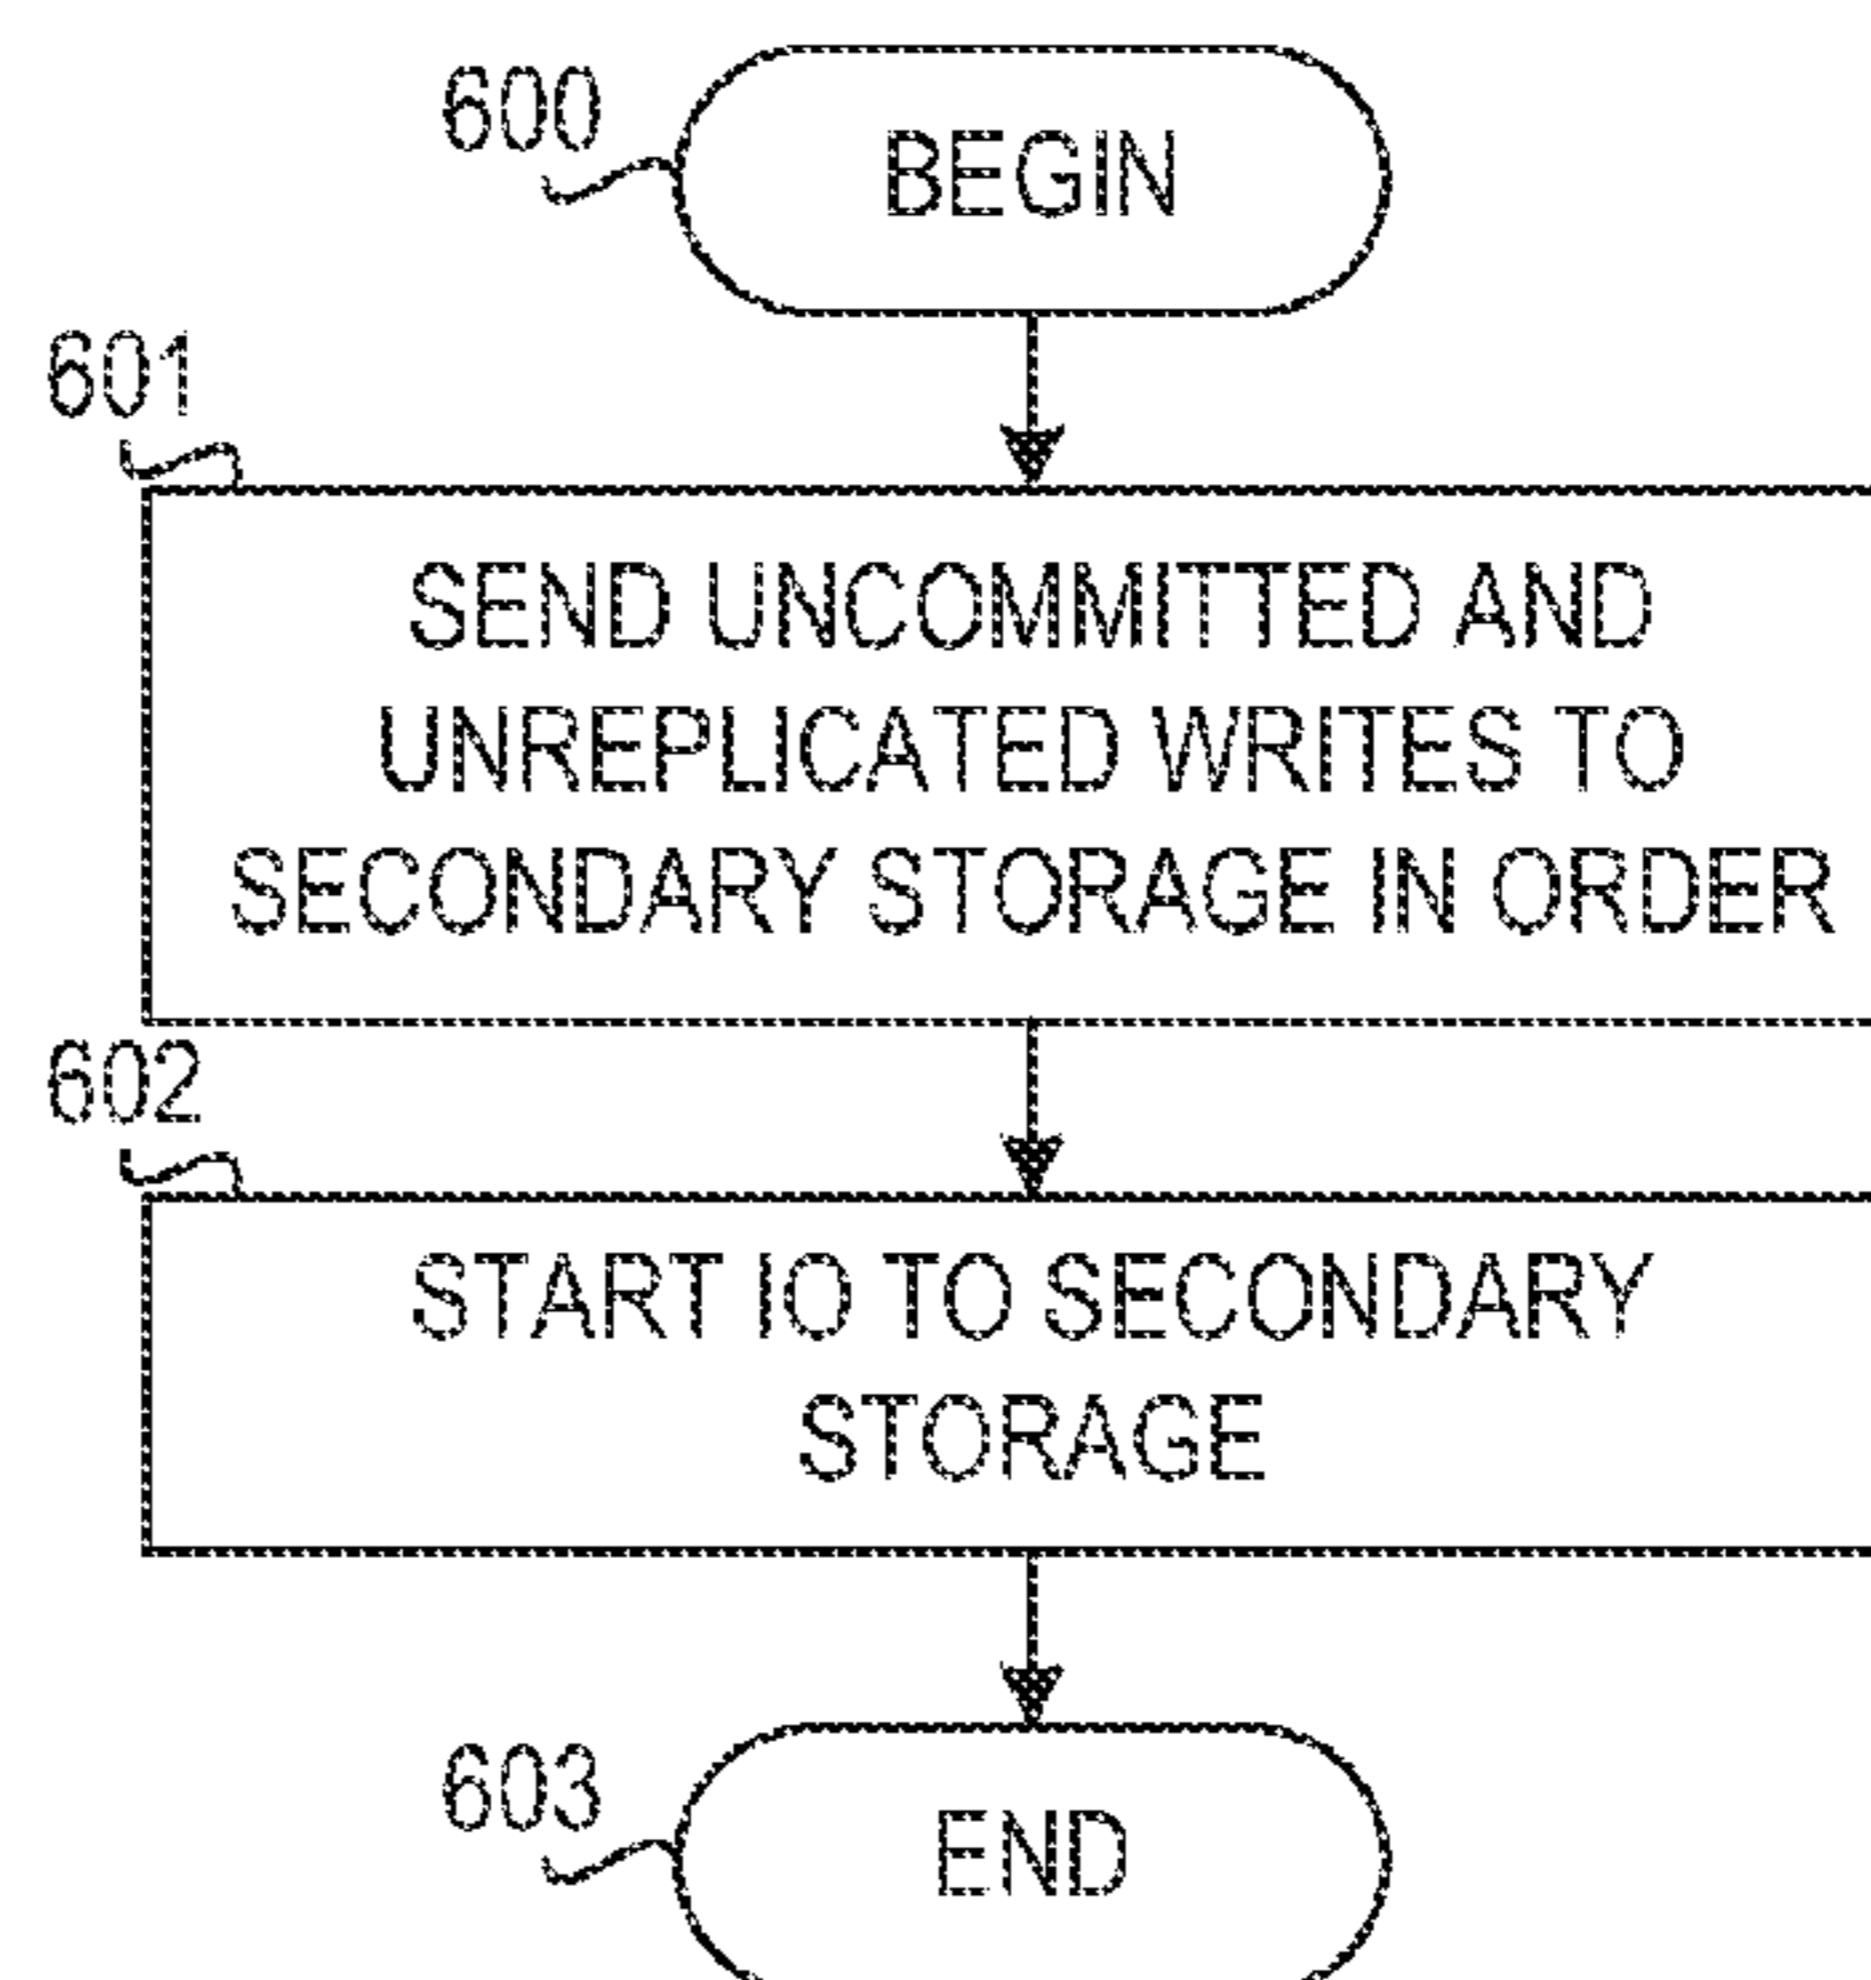 600
BEGIN
601
SEND UNCOMMITTED AND
UNREPLICATED WRITES TO
SECONDARY STORAGE IN ORDER
602
START IO TO SECONDARY
STORAGE
603
END